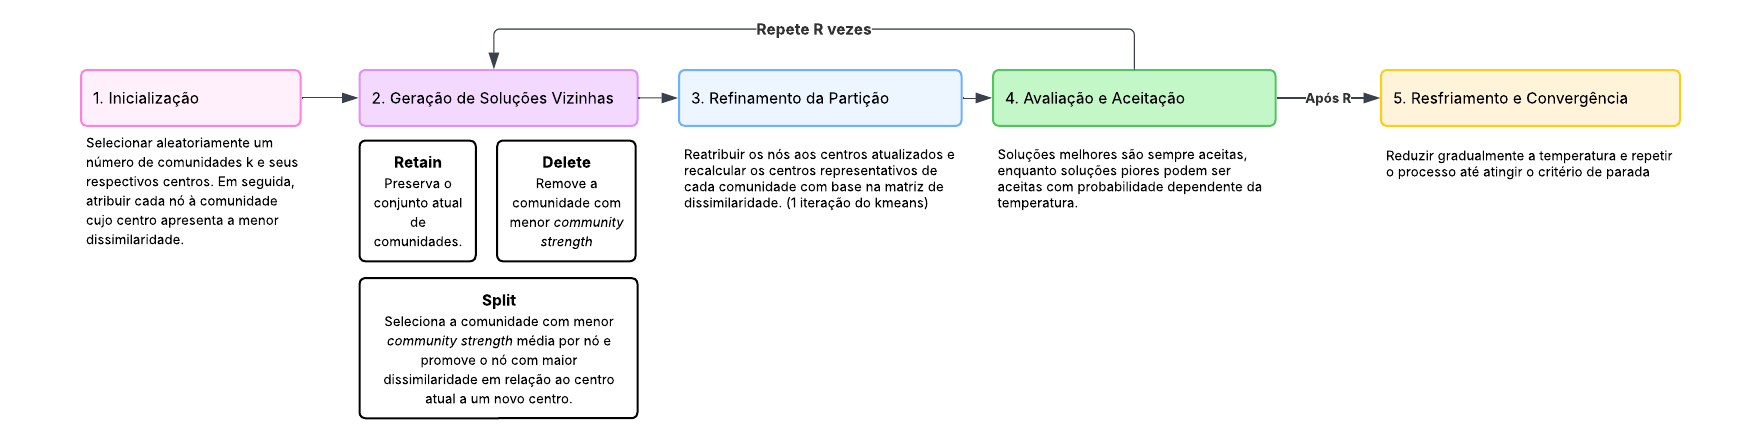 Repete R vezes
1. Inicialização
2. Geração de Soluções Vizinhas
3. Refinamento da Partição
4. Avaliação e Aceitação
Após R
5. Resfriamento e Convergência
Selecionar aleatoriamente um
número de comunidades k e seus
respectivos centros. Em seguida,
atribuir cada nó à comunidade
cujo centro apresenta a menor
dissimilaridade.
Retain
Preserva o
conjunto atual
de
comunidades.
Delete
Remove a
comunidade com
menor community
strength
Split
Seleciona a comunidade com menor
community strength média por nó e
promove o nó com maior
dissimilaridade em relação ao centro
atual a um novo centro.
Reatribuir os nós aos centros atualizados e
recalcular os centros representativos de
cada comunidade com base na matriz de
dissimilaridade. (1 iteração do kmeans)
Soluções melhores são sempre aceitas,
enquanto soluções piores podem ser
aceitas com probabilidade dependente da
temperatura.
Reduzir gradualmente a temperatura e repetir
o processo até atingir o critério de parada